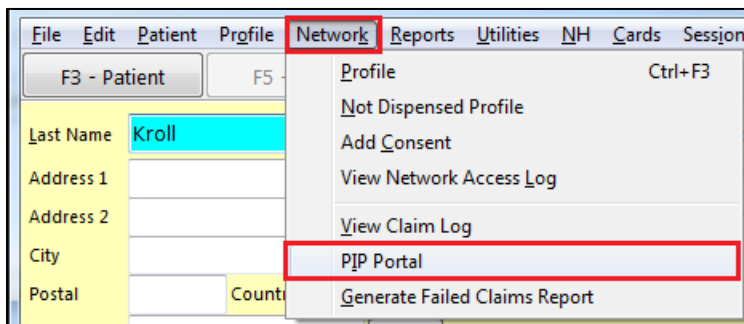 File Edit Patient Profile Network Reports Utilities NH Cards Session
F3 - Patient F5 -
Profile Ctrl+F3
Not Dispensed Profile
Add Consent
View Network Access Log
View Claim Log
PIP Portal
Generate Failed Claims Report
Last Name Kroll
Address 1
Address 2
City
Postal